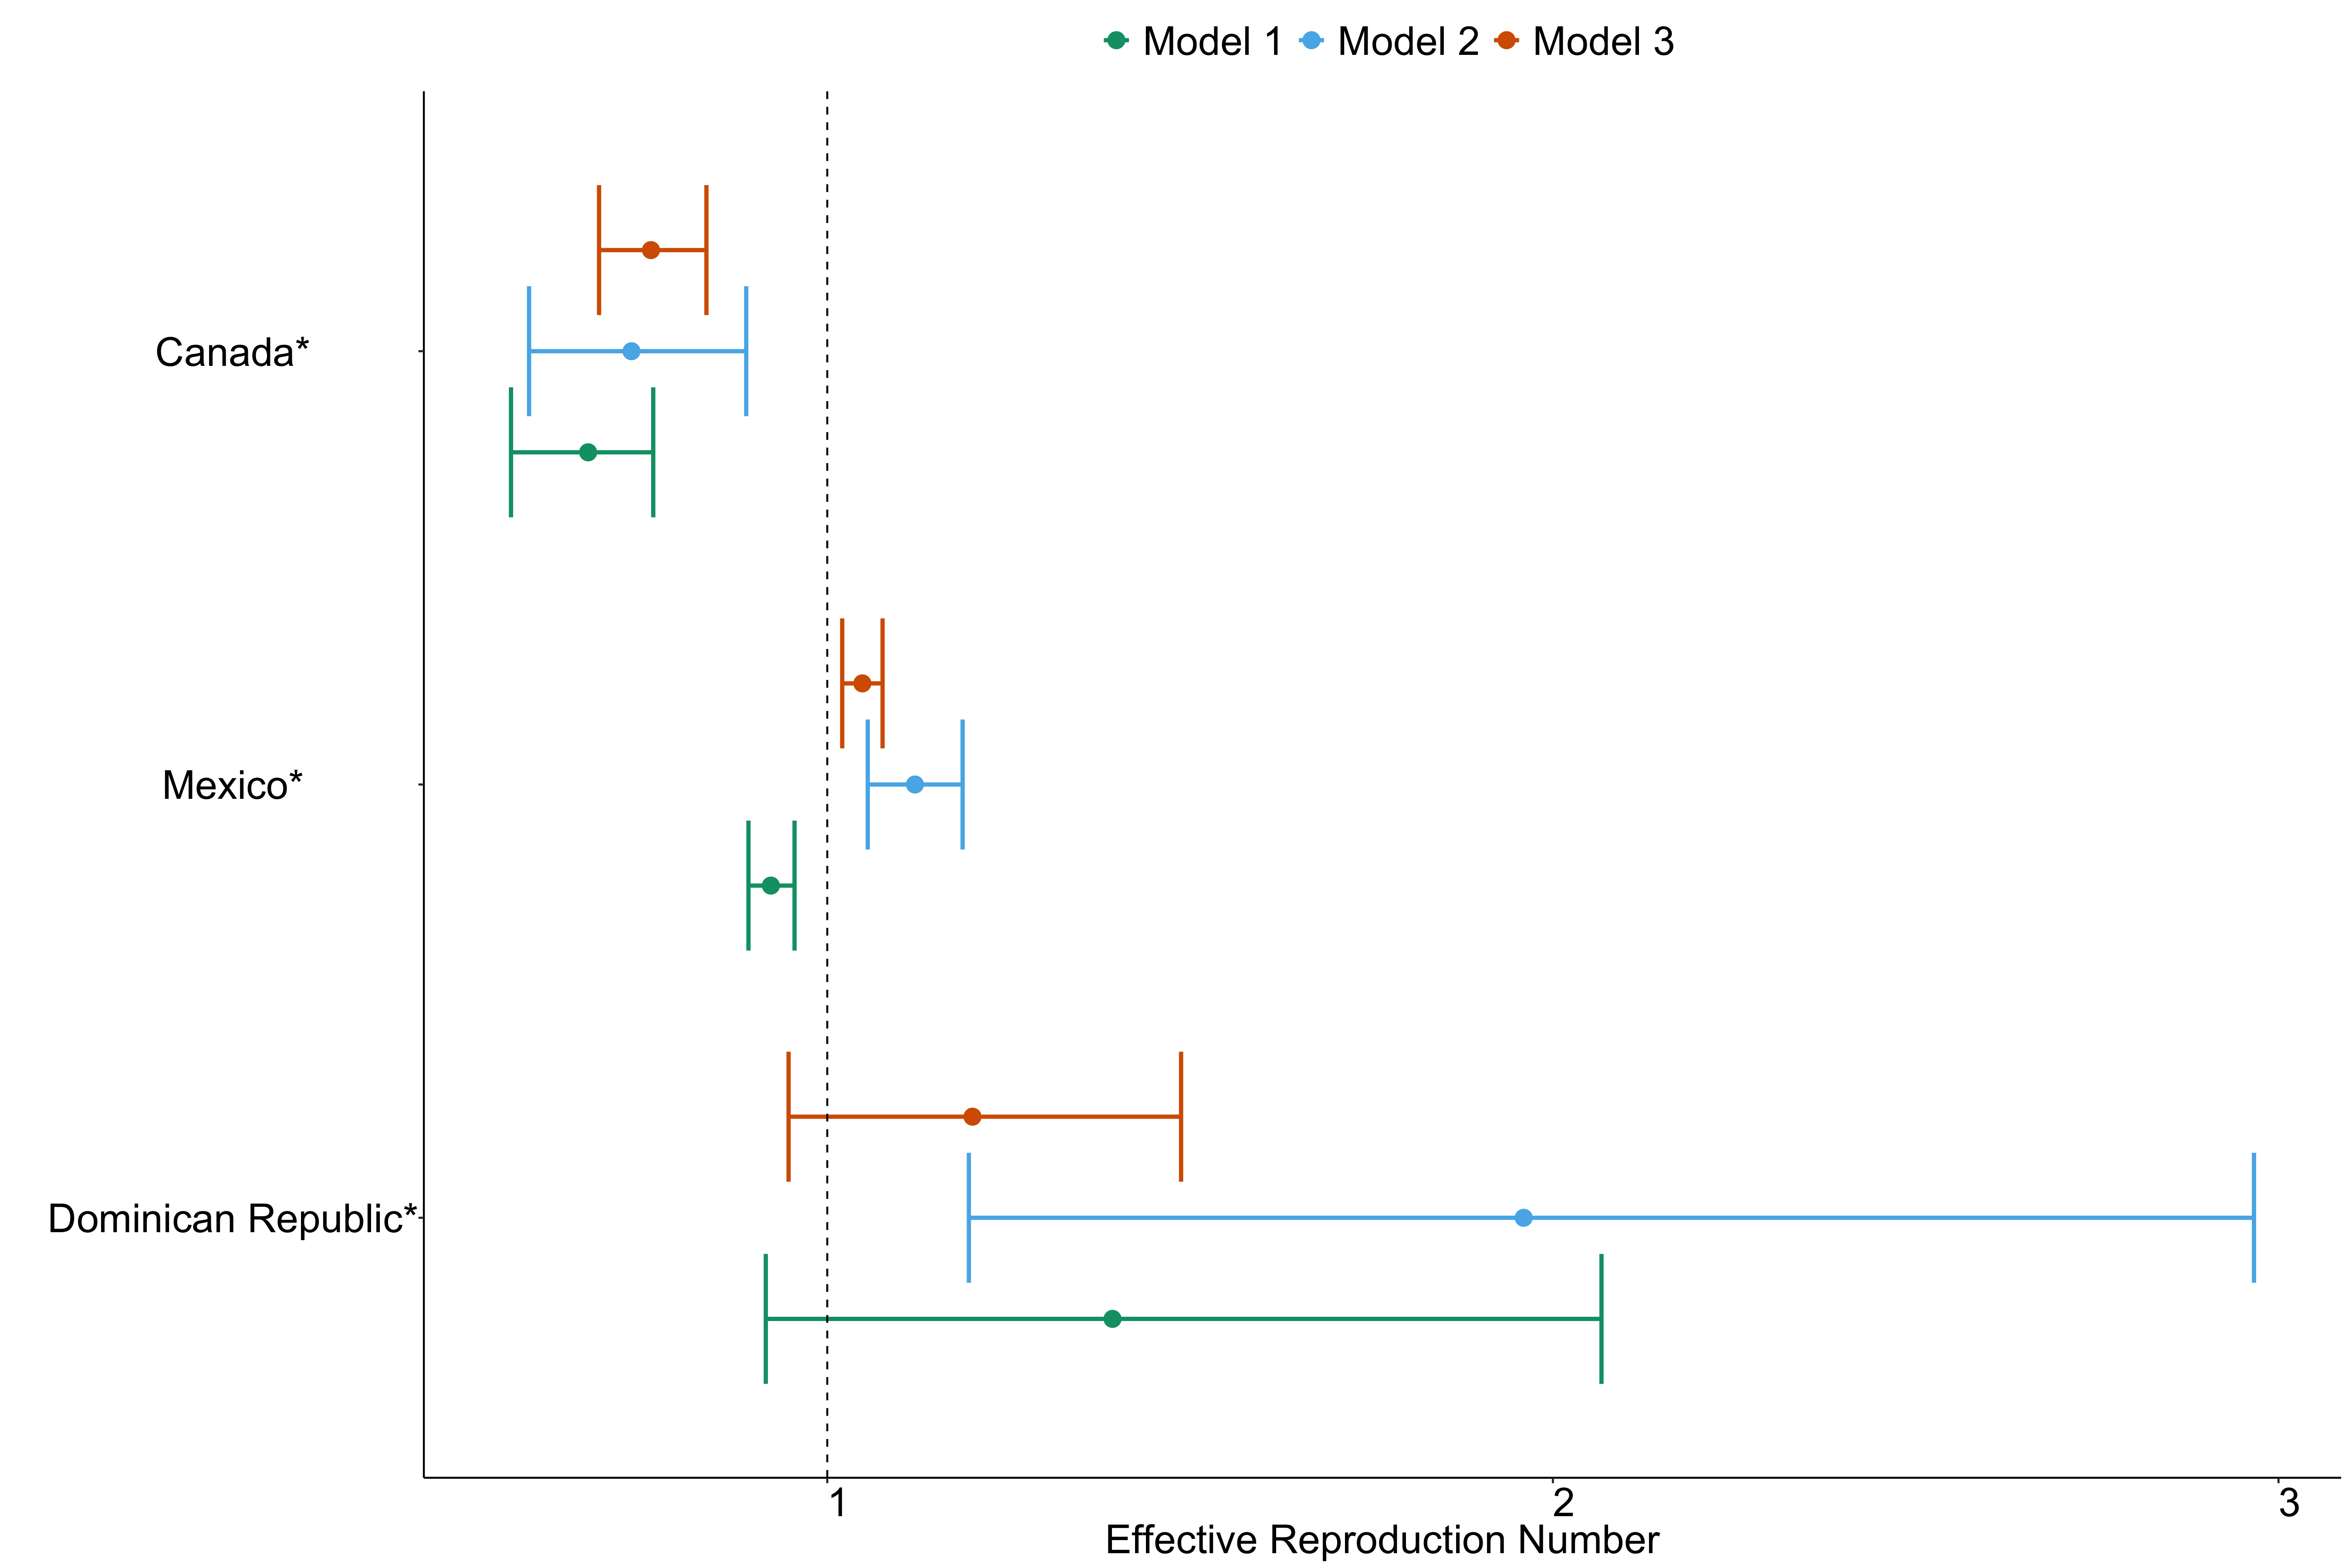 Model 1 Model 2 Model 3
Canada*
Mexico*
Dominican Republic*
1 2 3
Effective Reproduction Number